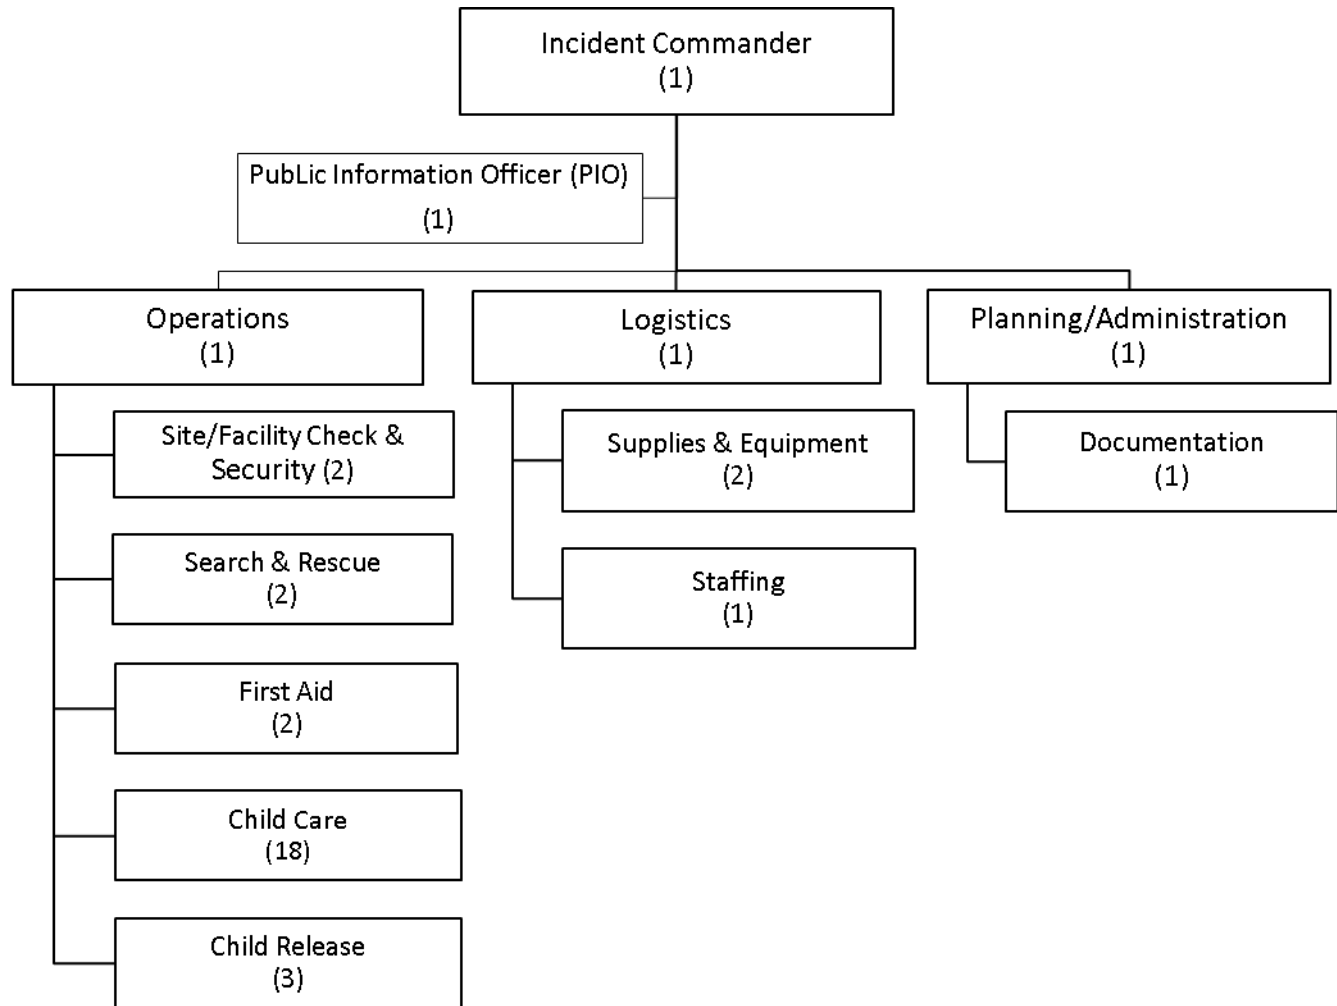 Incident Commander
(1)
PubLic Information Officer (PIO)
(1)
Operations
(1)
Logistics
(1)
Planning/Administration
(1)
Site/Facility Check &
Security (2)
Search & Rescue
(2)
First Aid
(2)
Child Care
(18)
Child Release
(3)
Supplies & Equipment
(2)
Staffing
(1)
Documentation
(1)